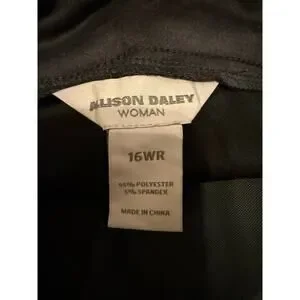 ALLISON DALEY
WOMAN
16WR
95% POLYESTER
5% SPANDEX
MADE IN CHINA